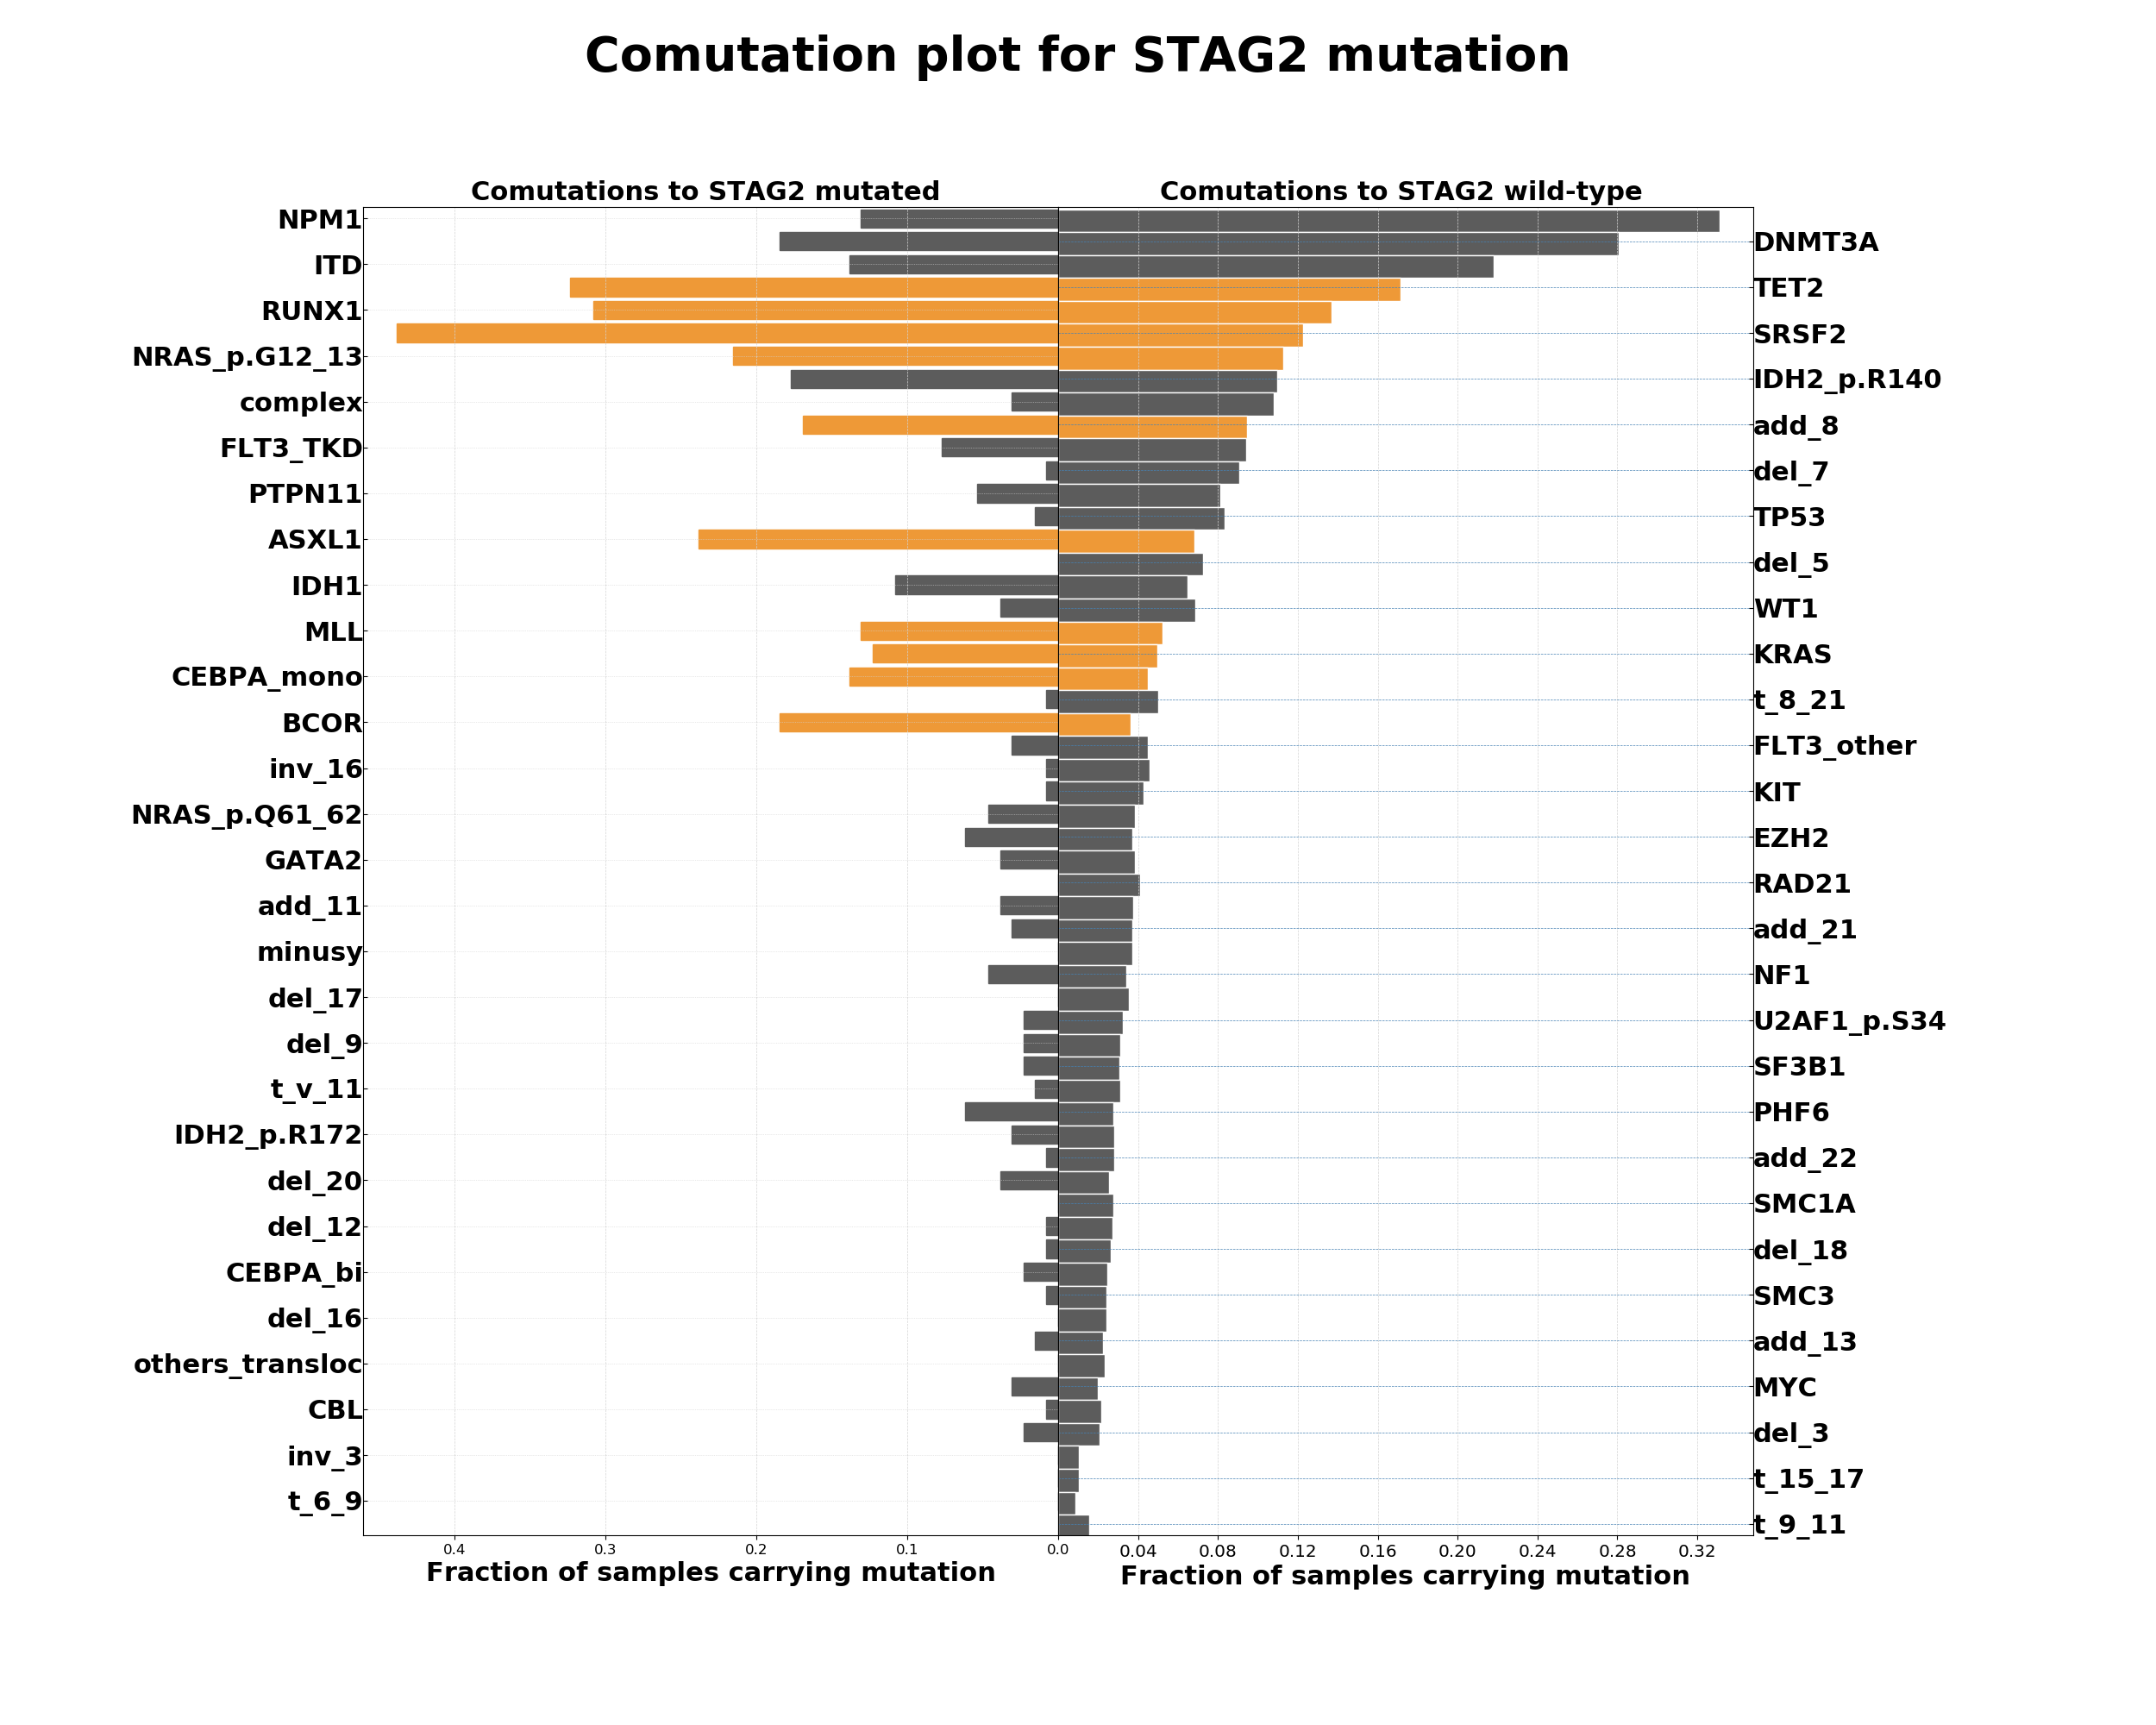 Comutation plot for STAG2 mutation
Comutations to STAG2 mutated
Comutations to STAG2 wild-type
NPM1
DNMT3A
ITD
TET2
RUNX1
SRSF2
NRAS_p.G12_13
IDH2_p.R140
complex
add_8
FLT3_TKD
del_7
PTPN11
TP53
ASXL1
del_5
IDH1
WT1
MLL
KRAS
CEBPA_mono
t_8_21
BCOR
FLT3_other
inv_16
KIT
NRAS_p.Q61_62
EZH2
GATA2
RAD21
add_11
add_21
minusy
NF1
del_17
U2AF1_p.S34
del_9
SF3B1
t_v_11
PHF6
IDH2_p.R172
add_22
del_20
SMC1A
del_12
del_18
CEBPA_bi
SMC3
del_16
add_13
others_transloc
MYC
CBL
del_3
inv_3
t_15_17
t_6_9
t_9_11
0.4 0.3 0.2 0.1 0.0 0.04 0.08 0.12 0.16 0.20 0.24 0.28 0.32
Fraction of samples carrying mutation
Fraction of samples carrying mutation